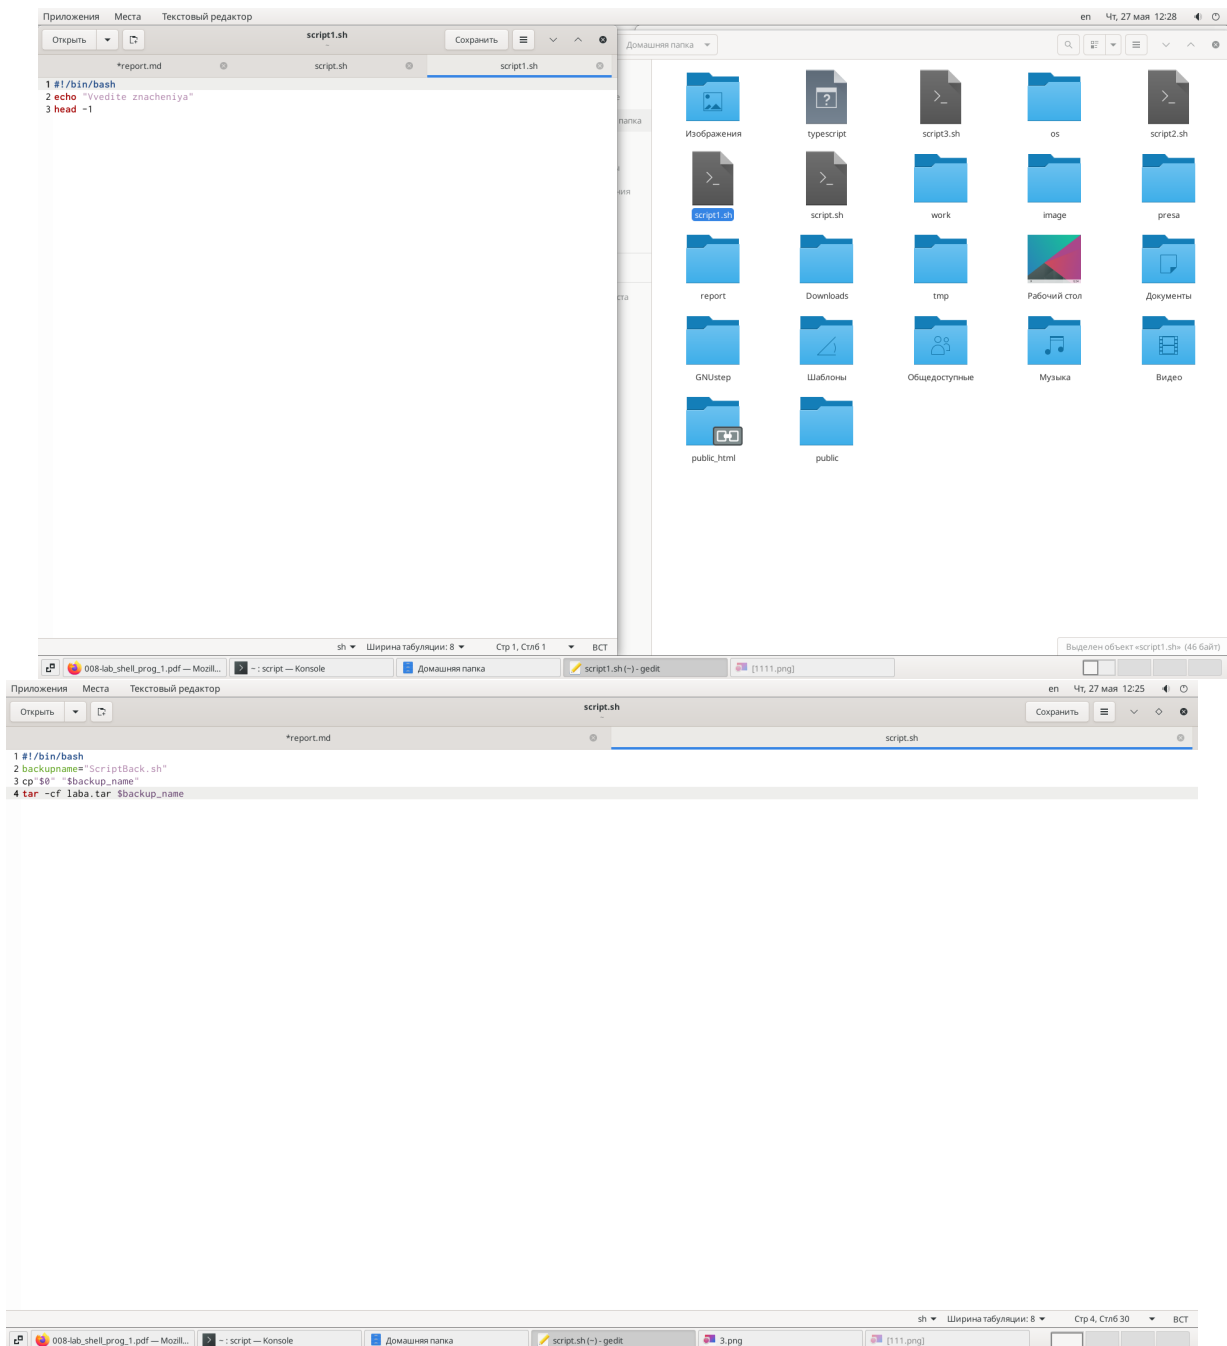 Приложения Места Текстовый редактор en Чт, 27 мая 12:28
Открыть script1.sh Сохранить
~
*report.md script.sh script1.sh
1 #!/bin/bash
2 echo "Vvedite znacheniya"
3 head -1
sh Ширина табуляции: 8 Стр 1, Стлб 1 ВСТ
Домашняя папка
папка
Изображения typescript script3.sh os script2.sh
script1.sh script.sh work image presa
report Downloads tmp Рабочий стол Документы
GNUstep Шаблоны Общедоступные Музыка Видео
public_html public
Выделен объект «script1.sh» (46 байт)
008-lab_shell_prog_1.pdf — Mozill... ~ : script — Konsole Домашняя папка script1.sh (~) - gedit [1111.png]
Приложения Места Текстовый редактор en Чт, 27 мая 12:25
Открыть script.sh Сохранить
~
*report.md script.sh
1 #!/bin/bash
2 backupname="ScriptBack.sh"
3 cp"$0" "$backup_name"
4 tar -cf laba.tar $backup_name
sh Ширина табуляции: 8 Стр 4, Стлб 30 ВСТ
008-lab_shell_prog_1.pdf — Mozill... ~ : script — Konsole Домашняя папка script.sh (~) - gedit 3.png [111.png]